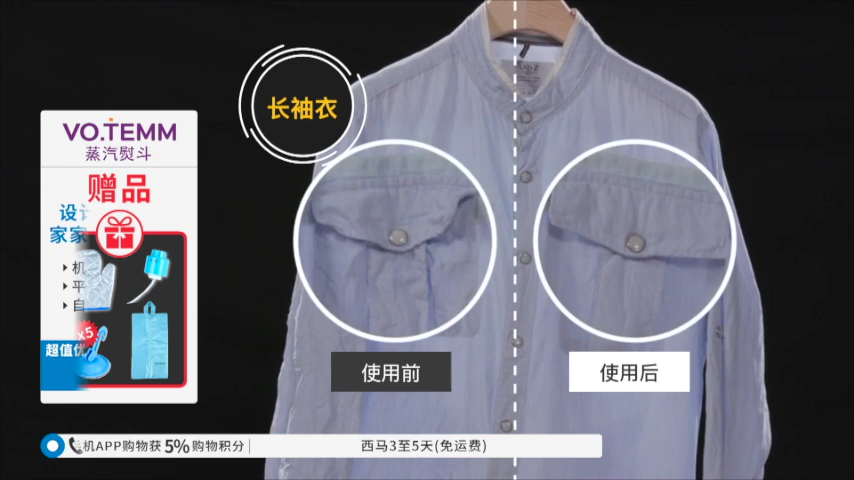 长袖衣
VO.TEMM
蒸汽熨斗
赠品
设
家家
机
平
自
x5
超值优
使用前
使用后
机APP购物获5%购物积分
西马3至5天(免运费)